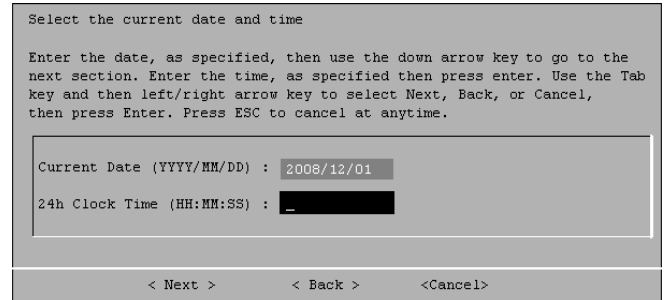 Select the current date and time
Enter the date, as specified, then use the down arrow key to go to the
next section. Enter the time, as specified then press enter. Use the Tab
key and then left/right arrow key to select Next, Back, or Cancel,
then press Enter. Press ESC to cancel at anytime.
Current Date (YYYY/MM/DD) : 2008/12/01
24h Clock Time (HH:MM:SS) : _
< Next > < Back > <Cancel>